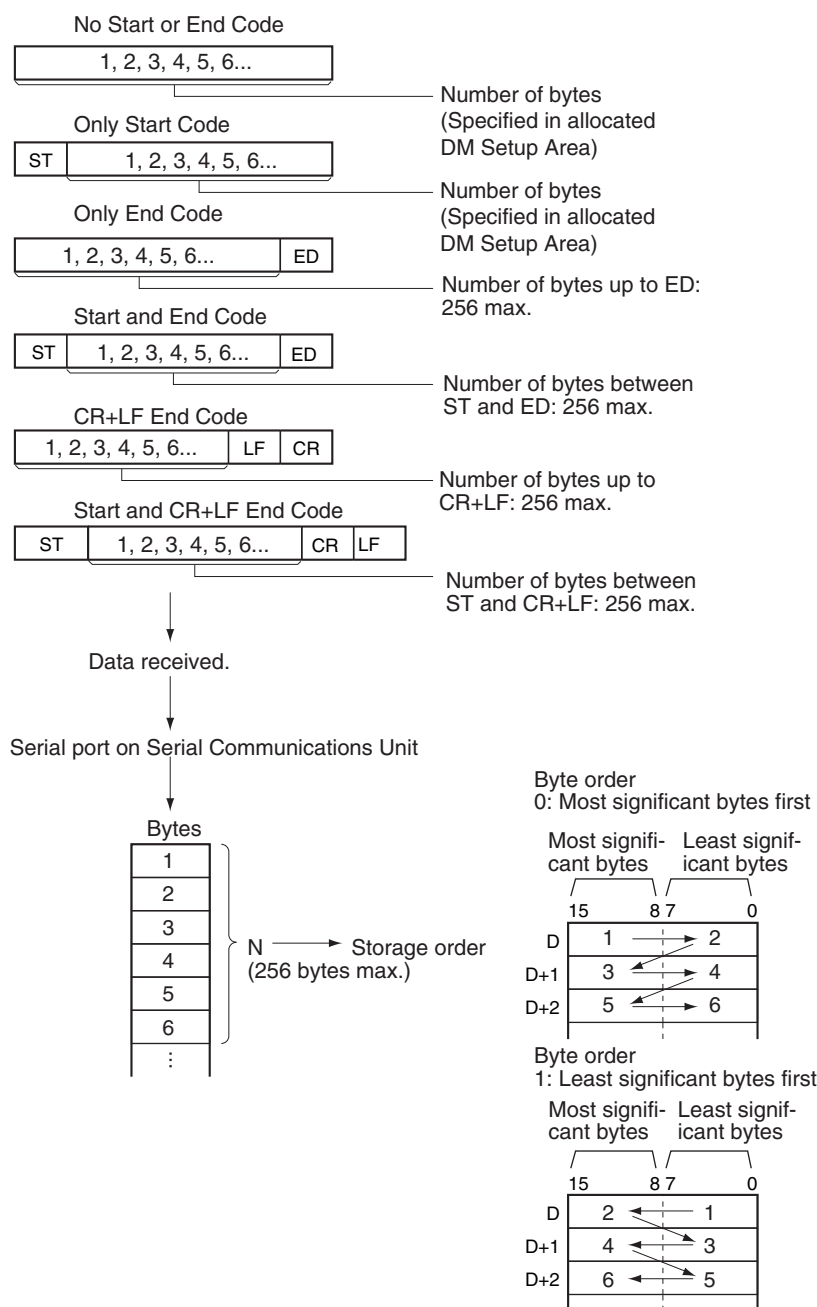 No Start or End Code
1, 2, 3, 4, 5, 6...
Number of bytes
(Specified in allocated
DM Setup Area)
Only Start Code
ST 1, 2, 3, 4, 5, 6...
Number of bytes
(Specified in allocated
DM Setup Area)
Only End Code
1, 2, 3, 4, 5, 6... ED
Number of bytes up to ED:
256 max.
Start and End Code
ST 1, 2, 3, 4, 5, 6... ED
Number of bytes between
ST and ED: 256 max.
CR+LF End Code
1, 2, 3, 4, 5, 6... LF CR
Number of bytes up to
CR+LF: 256 max.
Start and CR+LF End Code
ST 1, 2, 3, 4, 5, 6... CR LF
Number of bytes between
ST and CR+LF: 256 max.
Data received.
Serial port on Serial Communications Unit
Bytes
1
2
3
4
5
6
⋮
N
(256 bytes max.)
Storage order
Byte order
0: Most significant bytes first
Most signifi-
cant bytes
Least signif-
icant bytes
15 8 7 0
D 1 2
D+1 3 4
D+2 5 6
Byte order
1: Least significant bytes first
Most signifi-
cant bytes
Least signif-
icant bytes
15 8 7 0
D 2 1
D+1 4 3
D+2 6 5